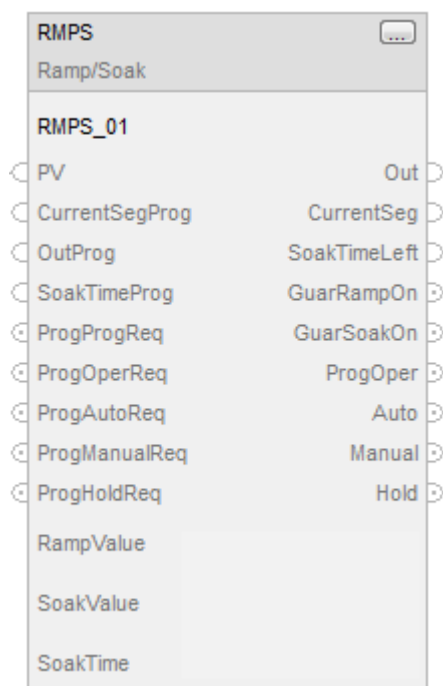 RMPS ...
Ramp/Soak
RMPS_01
PV Out
CurrentSegProg CurrentSeg
OutProg SoakTimeLeft
SoakTimeProg GuarRampOn
ProgProgReq GuarSoakOn
ProgOperReq ProgOper
ProgAutoReq Auto
ProgManualReq Manual
ProgHoldReq Hold
RampValue
SoakValue
SoakTime